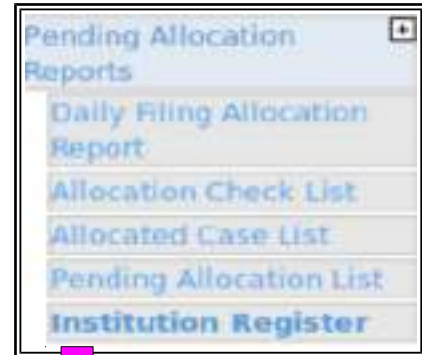 Pending Allocation
Reports
Daily Filing Allocation
Report
Allocation Check List
Allocated Case List
Pending Allocation List
Institution Register